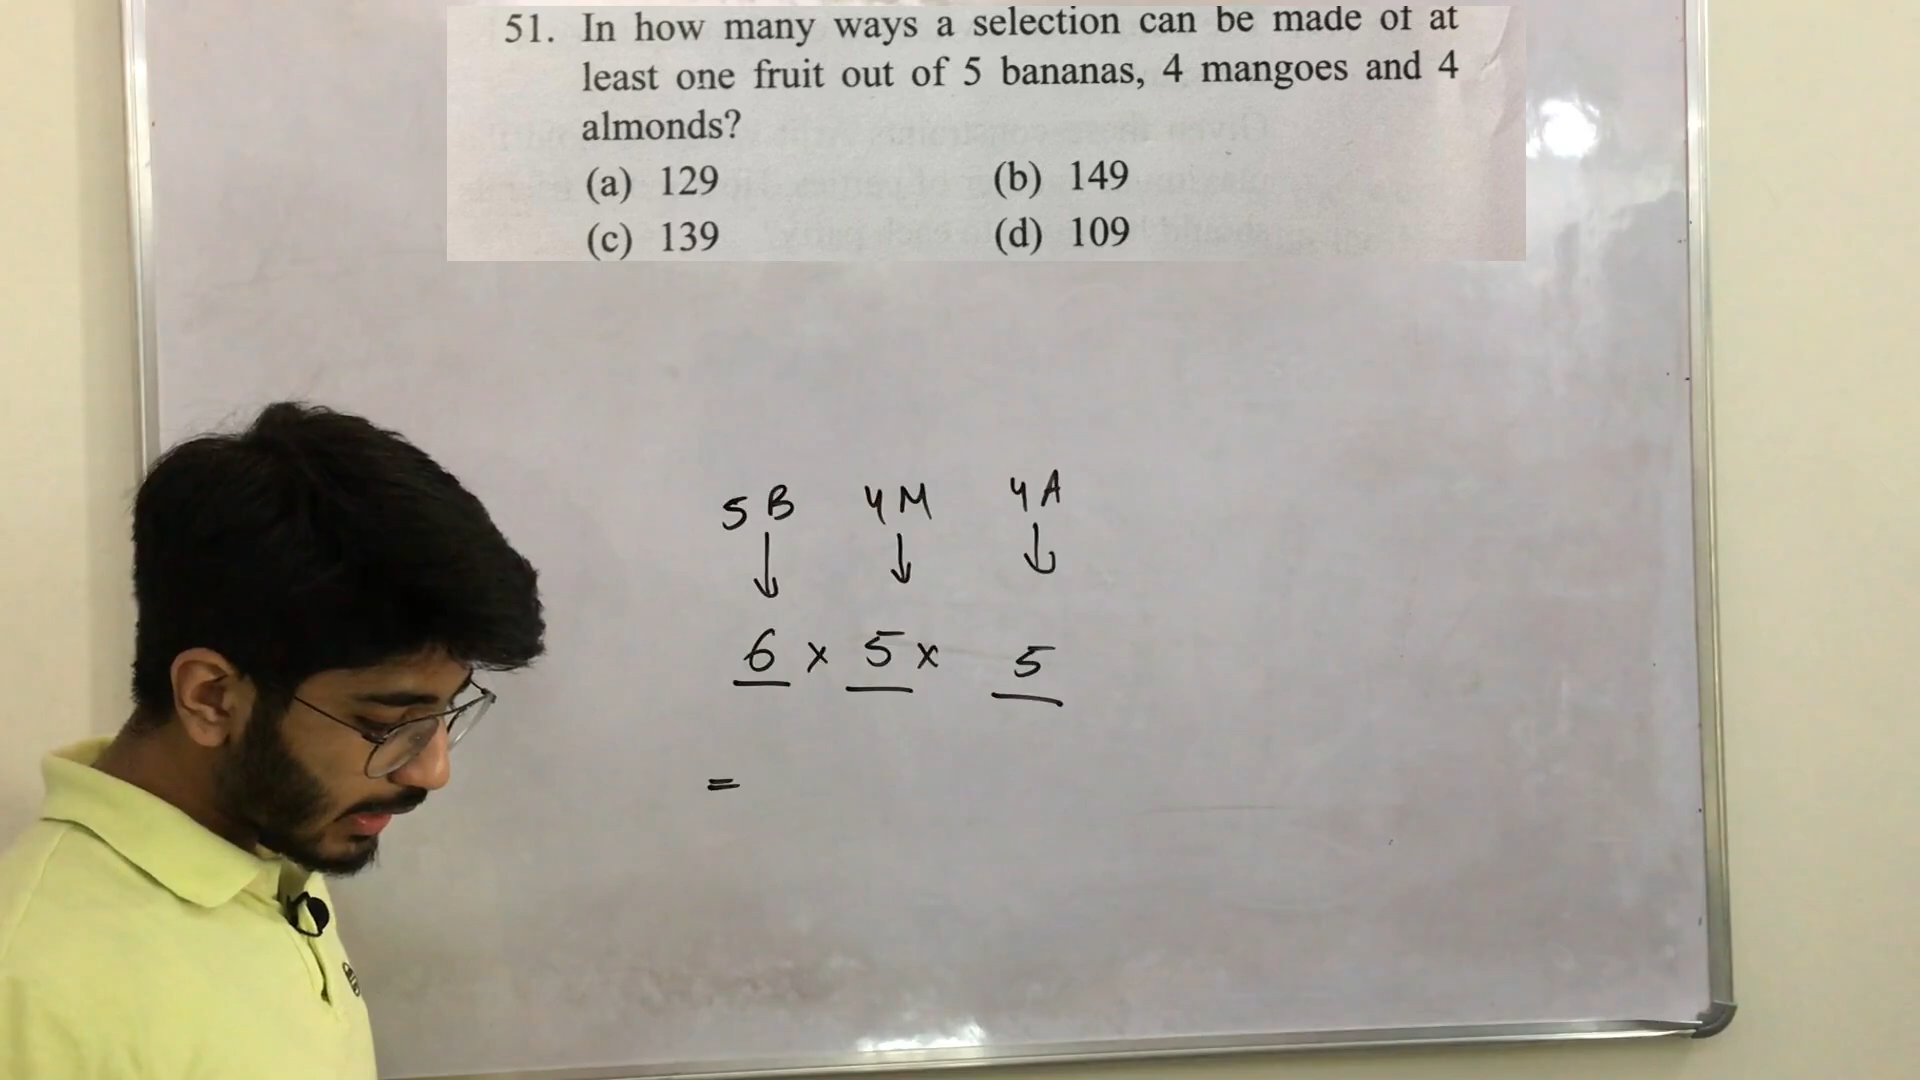 51. In how many ways a selection can be made of at
least one fruit out of 5 bananas, 4 mangoes and 4
almonds?
(a) 129 (b) 149
(c) 139 (d) 109
5 B 4 M 4 A
↓ ↓ ↓
6 x 5 x 5
=